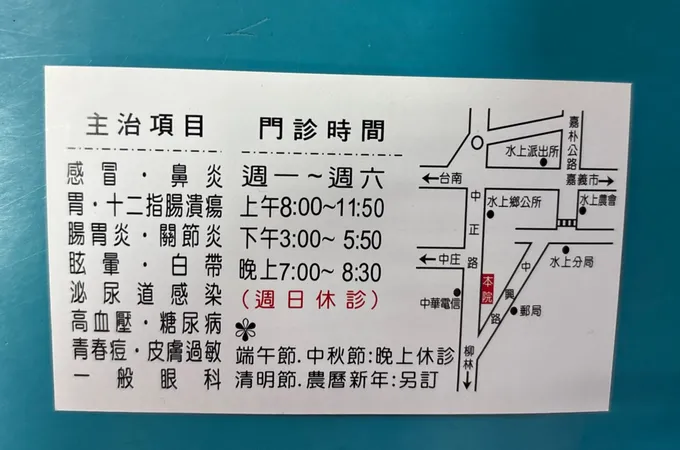 主治項目
感冒・鼻炎
胃・十二指腸潰瘍
腸胃炎・關節炎
眩暈・白帶
泌尿道感染
高血壓・糖尿病
青春痘・皮膚過敏
一般眼科
門診時間
週一~週六
上午8:00~11:50
下午3:00~5:50
晚上7:00~8:30
(週日休診)
端午節.中秋節:晚上休診
清明節.農曆新年:另訂
嘉朴公路
水上派出所
台南
嘉義市
中正路
水上鄉公所
水上農會
中庄
水上分局
本院
中興路
中華電信
郵局
柳林